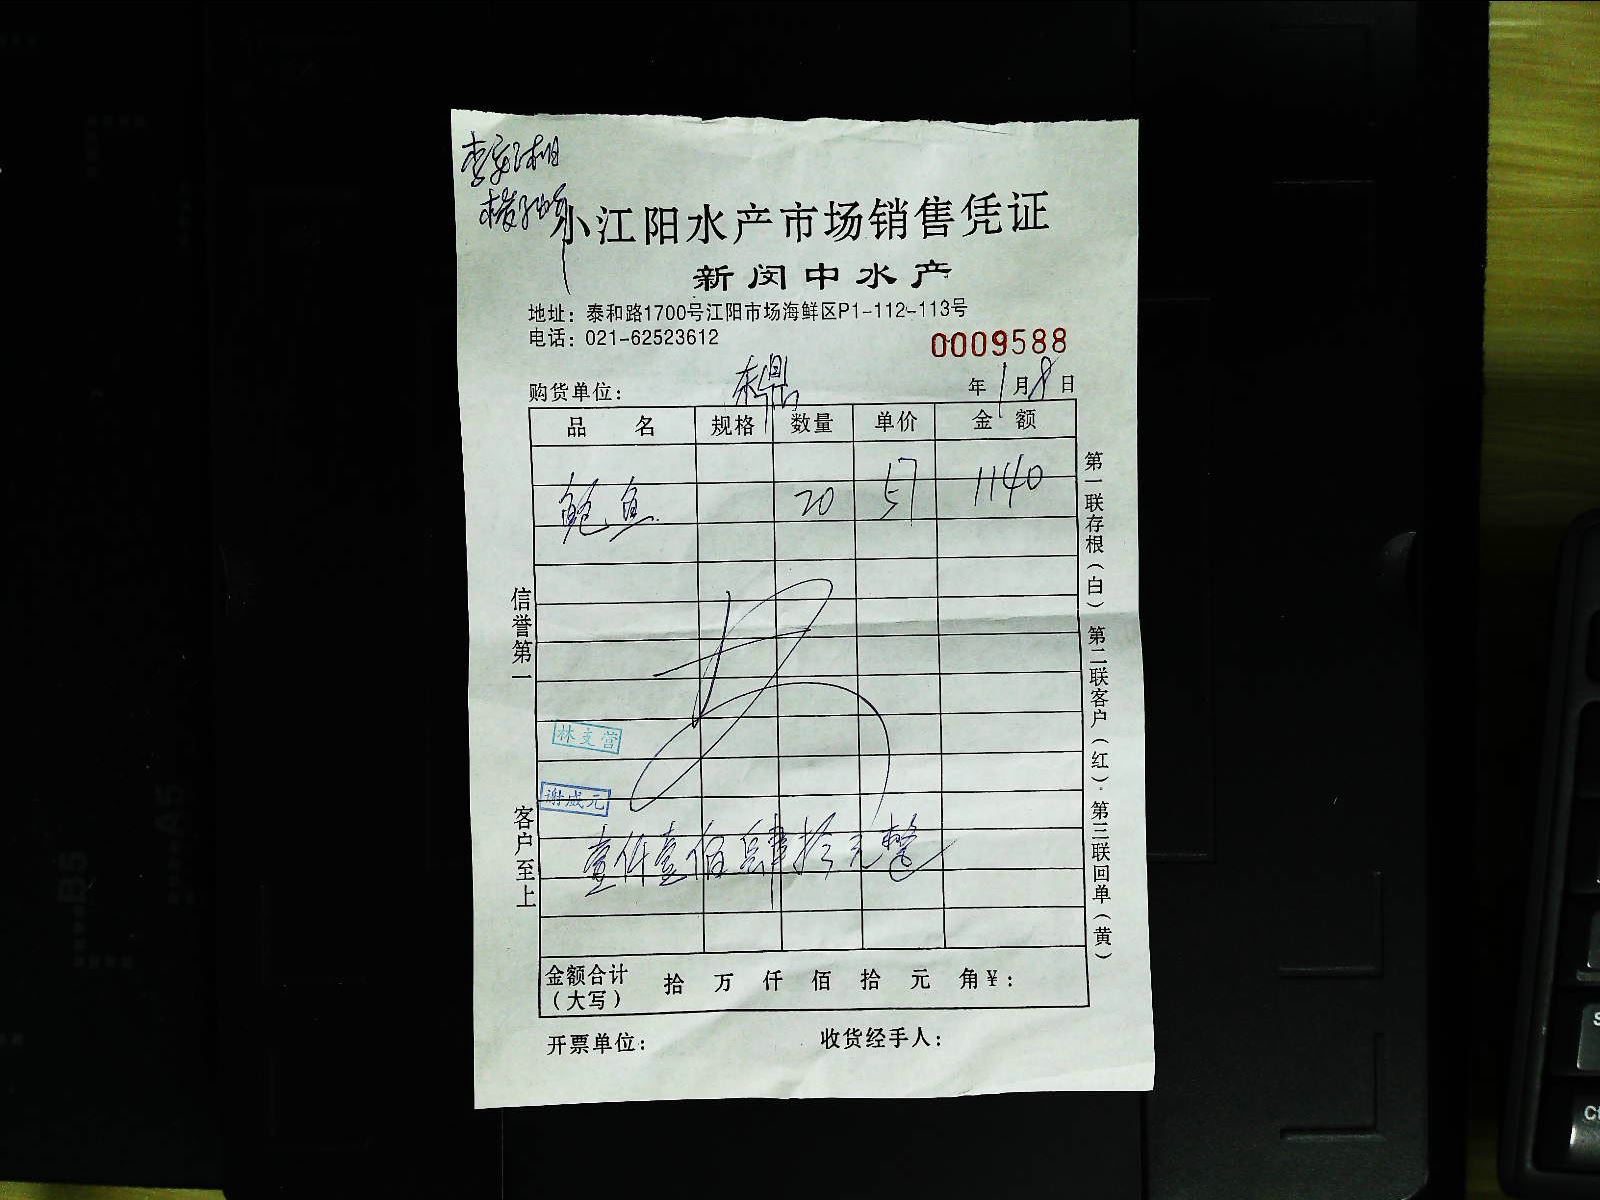 小江阳水产市场销售凭证
新闵中水产
地址：泰和路1700号江阳市场海鲜区P1-112-113号
电话：021-62523612
0009588
购货单位：
年 1 月 8 日
品 名 规格 数量 单价 金 额
鲍鱼 20 57 1140
信誉第一
客户至上
林支营
谢成元
壹仟壹佰肆拾元整
金额合计（大写） 拾 万 仟 佰 拾 元 角 ¥：
开票单位： 收货经手人：
第一联存根（白） 第二联客户（红）. 第三联回单（黄）